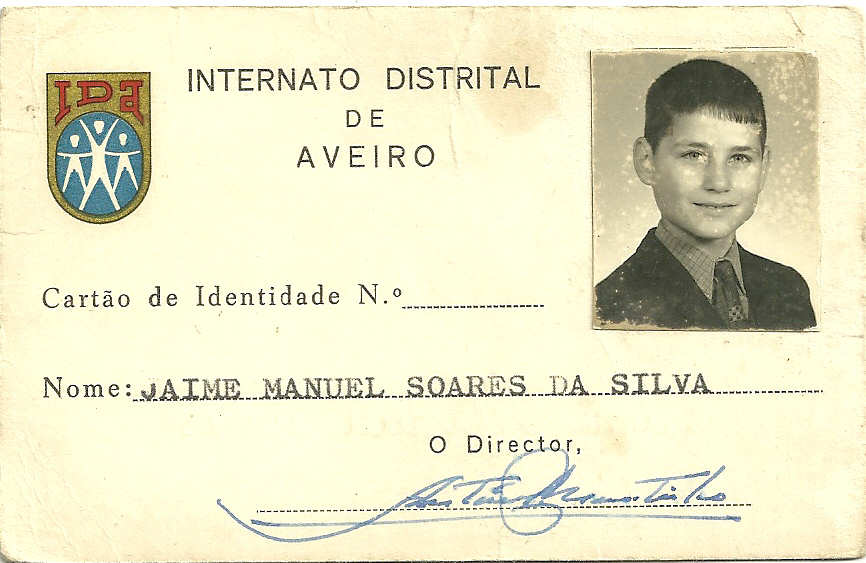 IDA
INTERNATO DISTRITAL
DE
AVEIRO
Cartão de Identidade N.º
Nome: JAIME MANUEL SOARES DA SILVA
O Director,